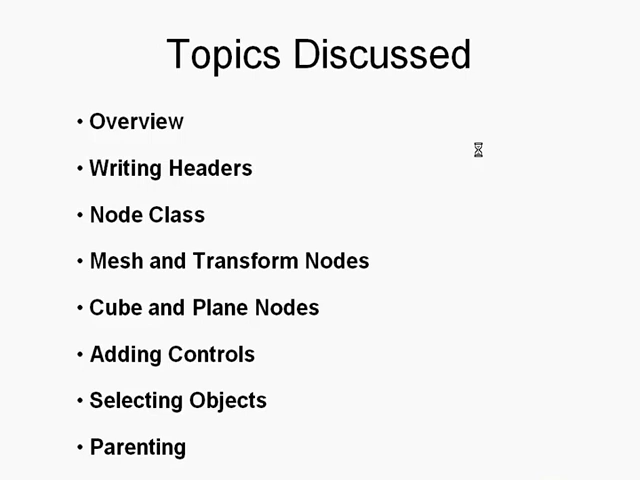 Topics Discussed
• Overview
• Writing Headers
• Node Class
• Mesh and Transform Nodes
• Cube and Plane Nodes
• Adding Controls
• Selecting Objects
• Parenting